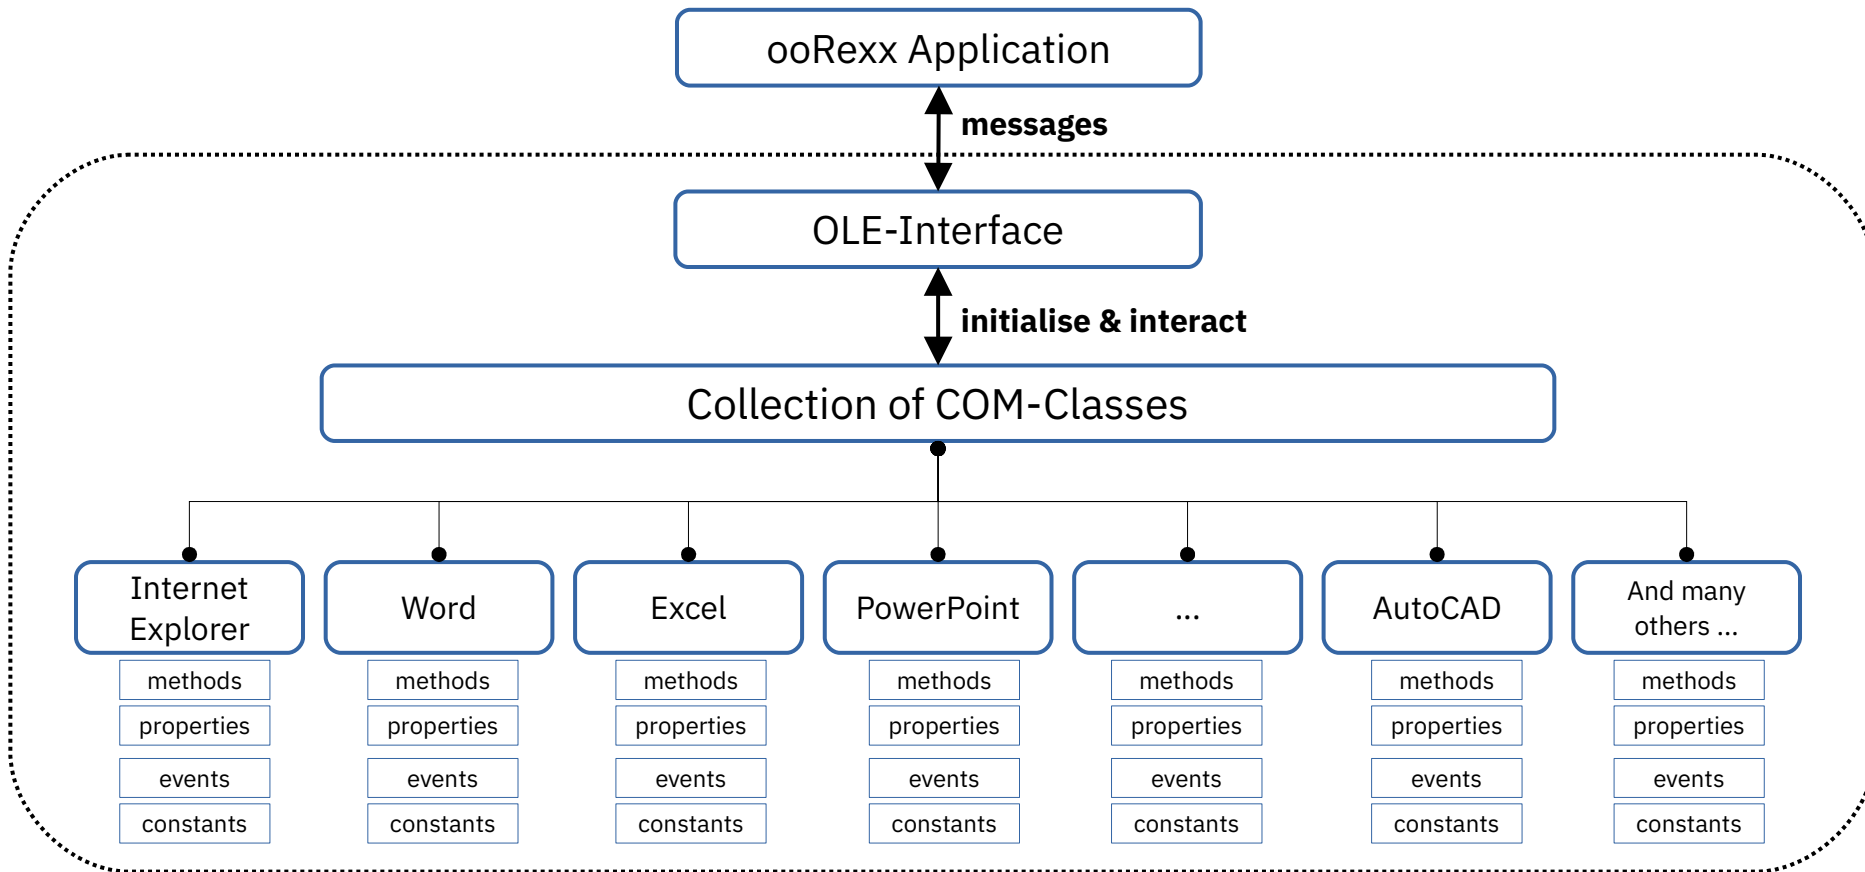 ooRexx Application
messages
OLE-Interface
initialise & interact
Collection of COM-Classes
Internet
Explorer
Word
Excel
PowerPoint
...
AutoCAD
And many
others ...
methods
methods
methods
methods
methods
methods
methods
properties
properties
properties
properties
properties
properties
properties
events
events
events
events
events
events
events
constants
constants
constants
constants
constants
constants
constants